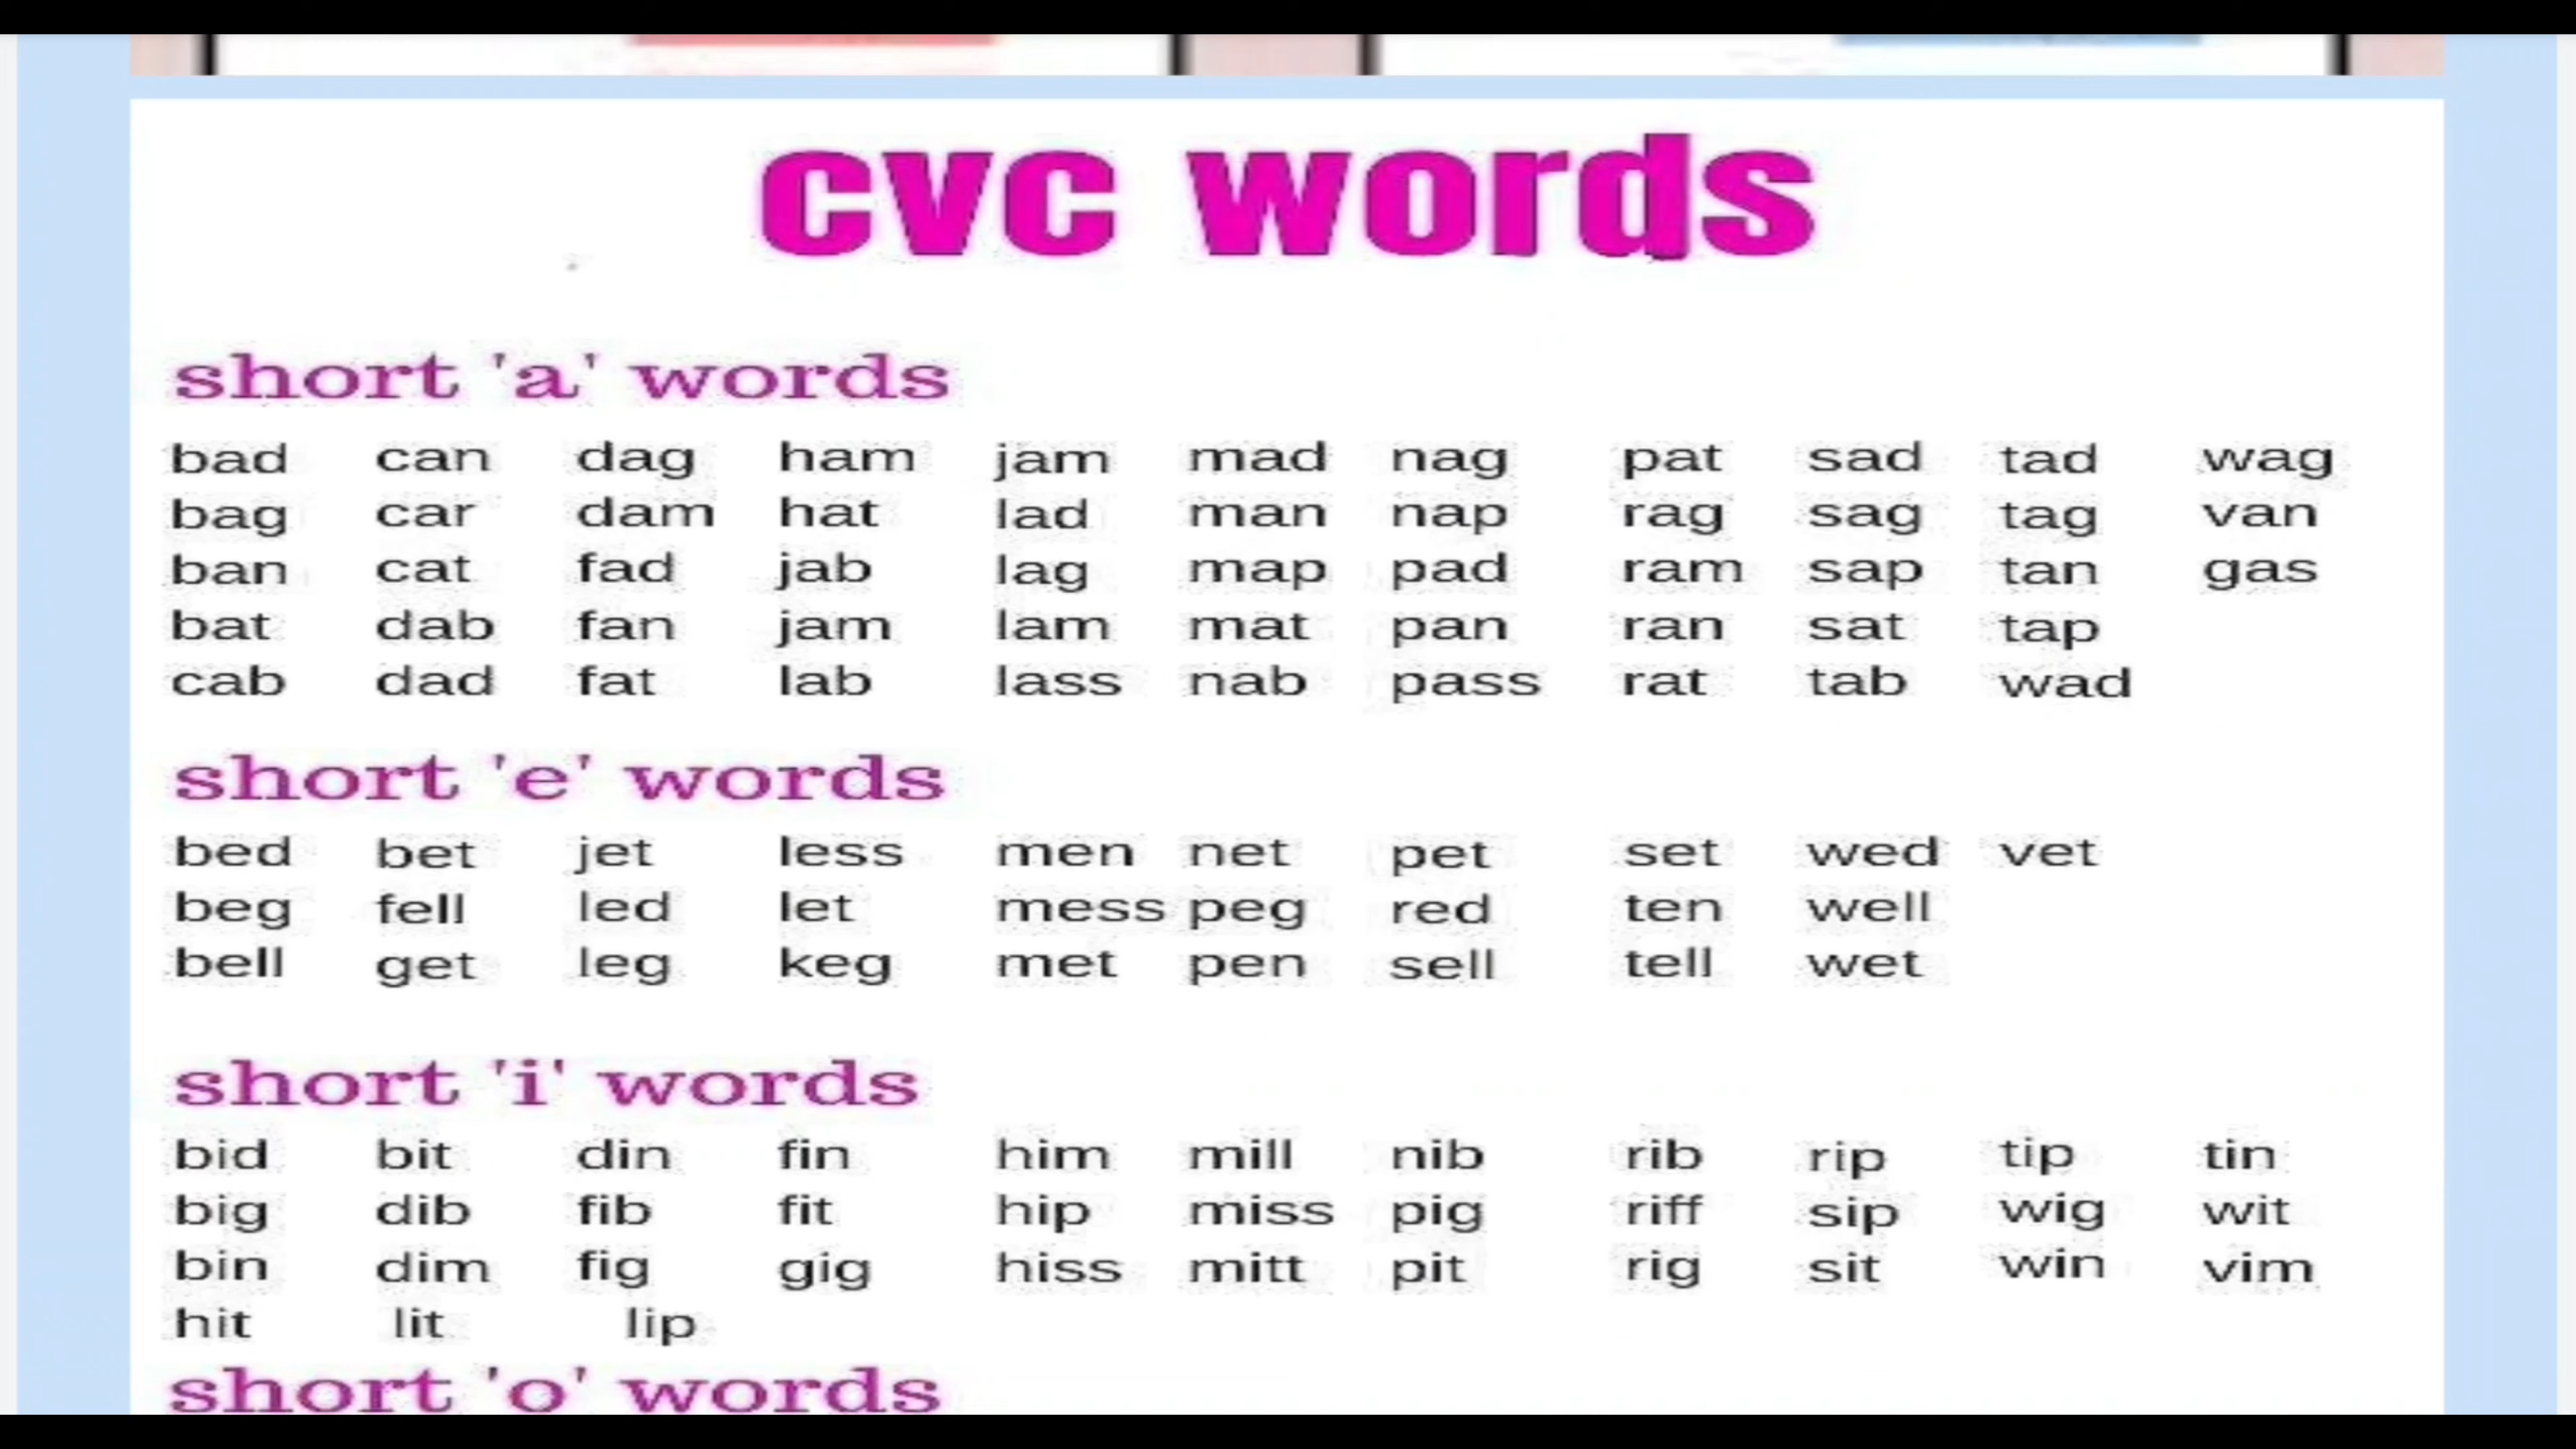 cvc words
short 'a' words
bad can dag ham jam mad nag pat sad tad wag
bag car dam hat lad man nap rag sag tag van
ban cat fad jab lag map pad ram sap tan gas
bat dab fan jam lam mat pan ran sat tap
cab dad fat lab lass nab pass rat tab wad
short 'e' words
bed bet jet less men net pet set wed vet
beg fell led let mess peg red ten well
bell get leg keg met pen sell tell wet
short 'i' words
bid bit din fin him mill nib rib rip tip tin
big dib fib fit hip miss pig riff sip wig wit
bin dim fig gig hiss mitt pit rig sit win vim
hit lit lip
short 'o' words